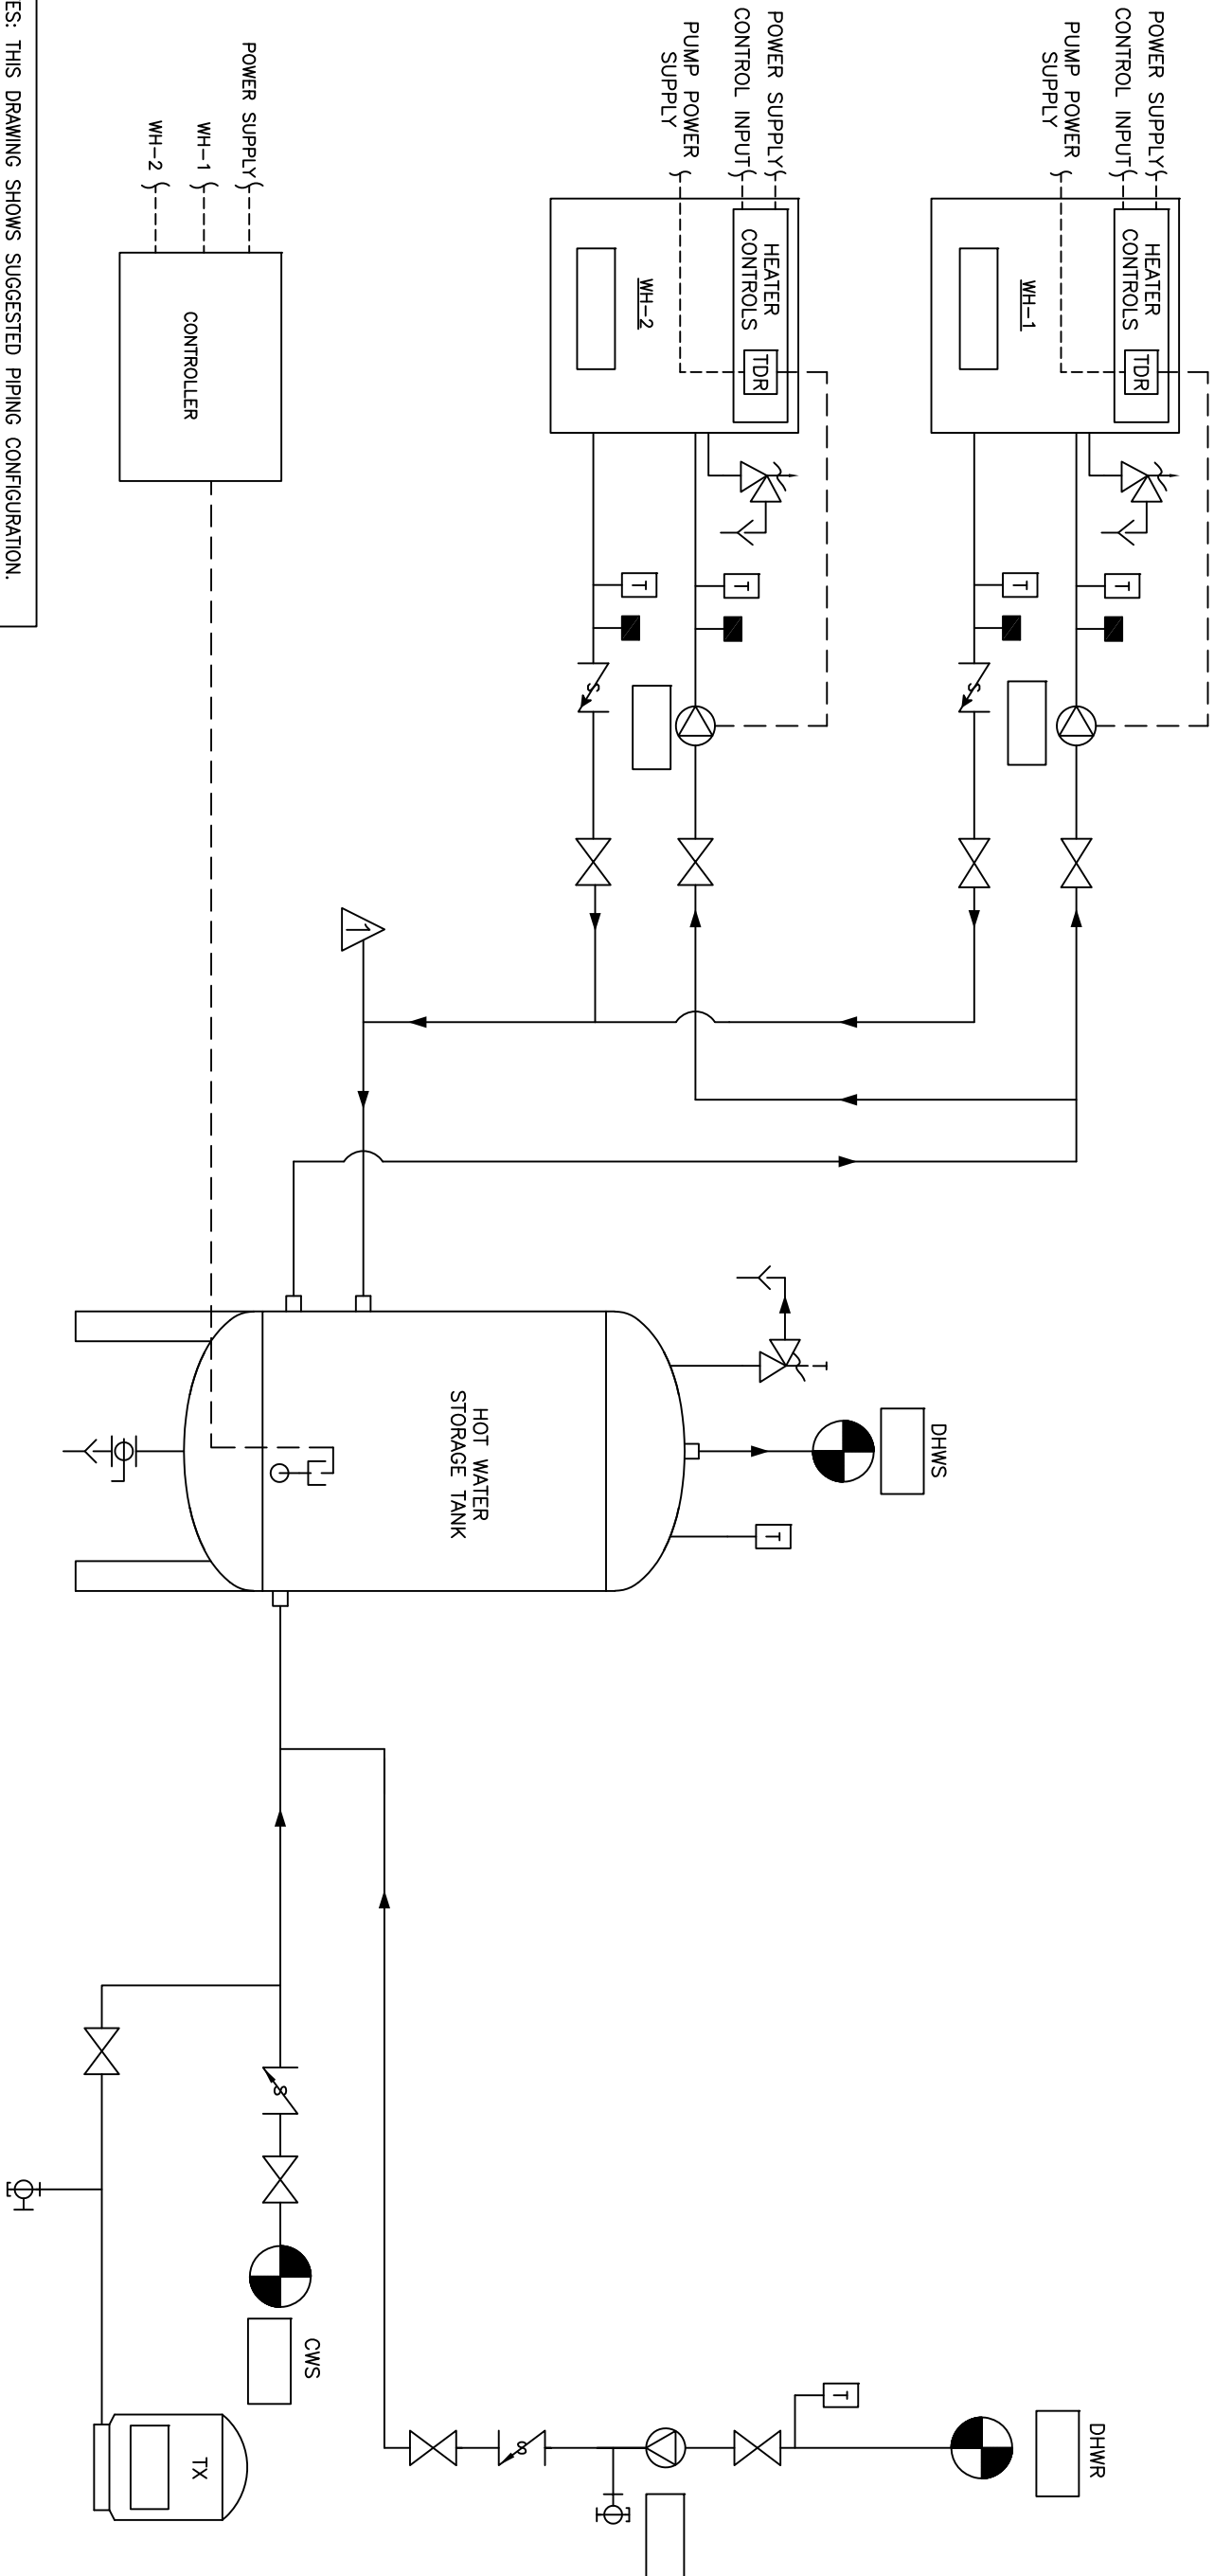 POWER SUPPLY
CONTROL INPUT
PUMP POWER
SUPPLY
HEATER
CONTROLS
TDR
WH-1
T
T
S
POWER SUPPLY
CONTROL INPUT
PUMP POWER
SUPPLY
HEATER
CONTROLS
TDR
WH-2
T
T
S
POWER SUPPLY
WH-1
WH-2
CONTROLLER
1
HOT WATER
STORAGE TANK
DHWS
T
DHWR
T
S
CWS
S
TX
ES: THIS DRAWING SHOWS SUGGESTED PIPING CONFIGURATION.